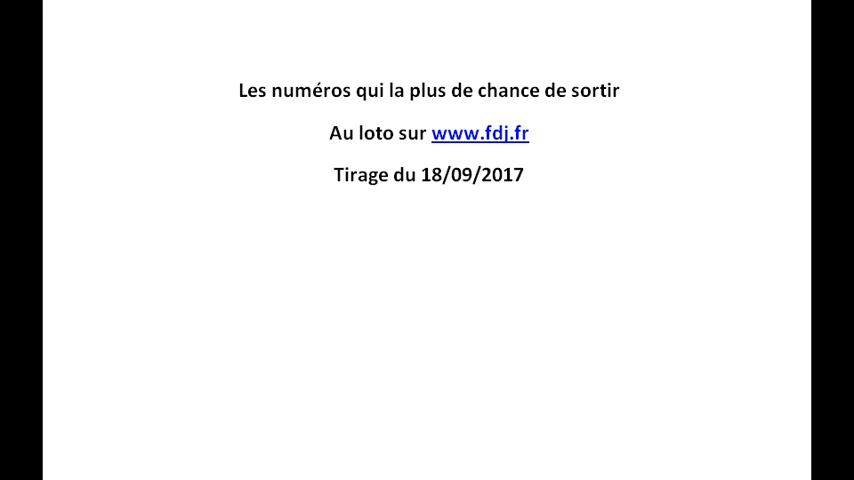 Les numéros qui la plus de chance de sortir
Au loto sur www.fdj.fr
Tirage du 18/09/2017